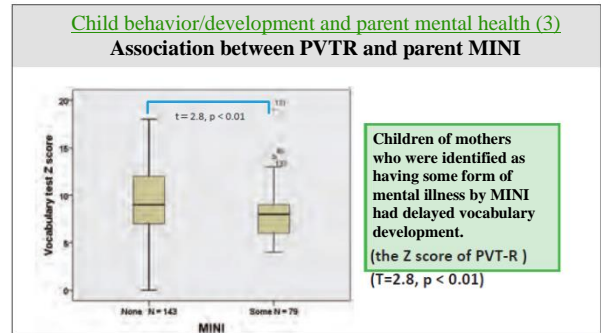 Child behavior/development and parent mental health (3)
Association between PVTR and parent MINI
20
t = 2.8, p < 0.01
15
10
5
0
Vocabulary test Z score
None N = 143
Some N = 79
MINI
Children of mothers
who were identified as
having some form of
mental illness by MINI
had delayed vocabulary
development.
(the Z score of PVT-R )
(T=2.8, p < 0.01)